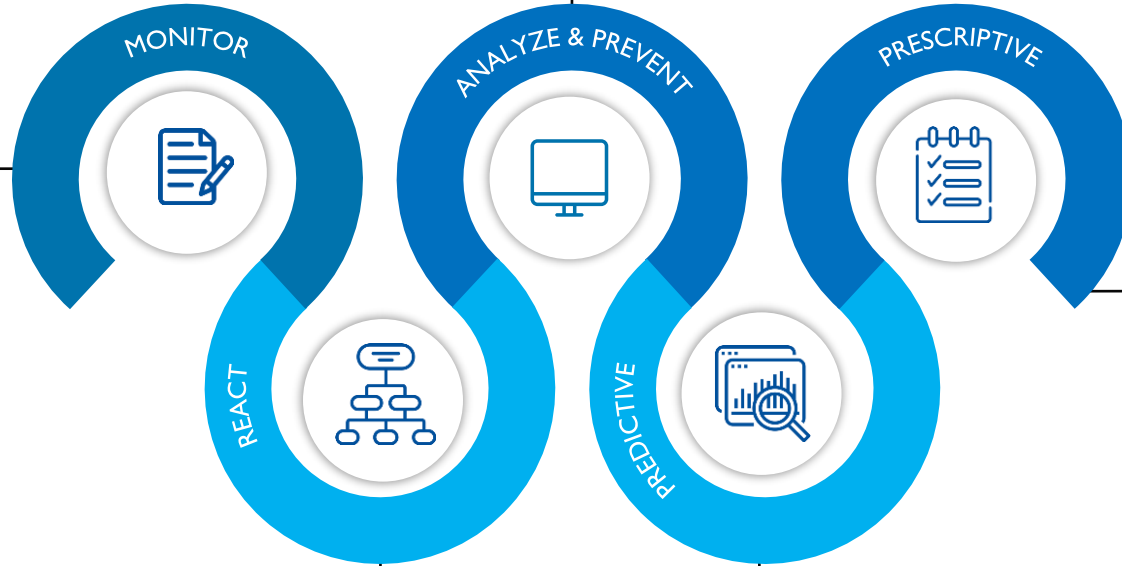 MONITOR
REACT
ANALYZE & PREVENT
PREDICTIVE
PRESCRIPTIVE